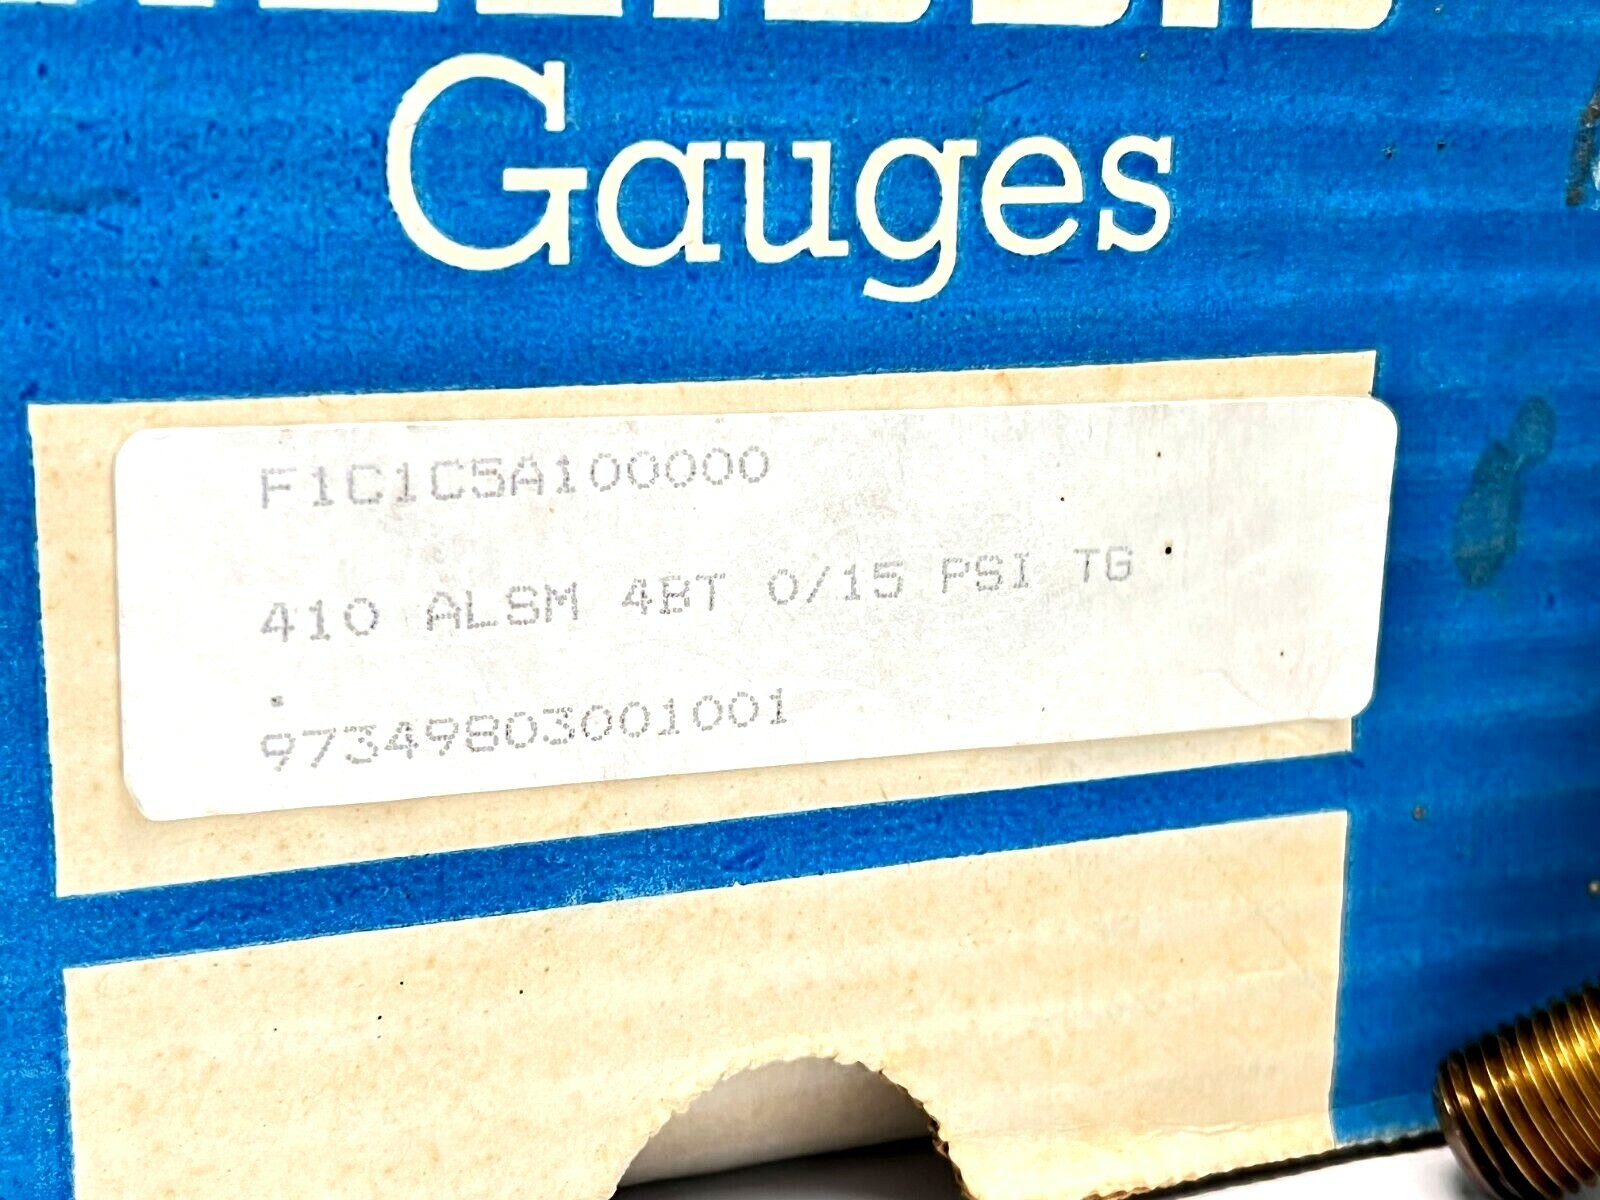 Gauges
F1C1C5A100000
410 ALSM 4BT 0/15 PSI TG
.
97349803001001